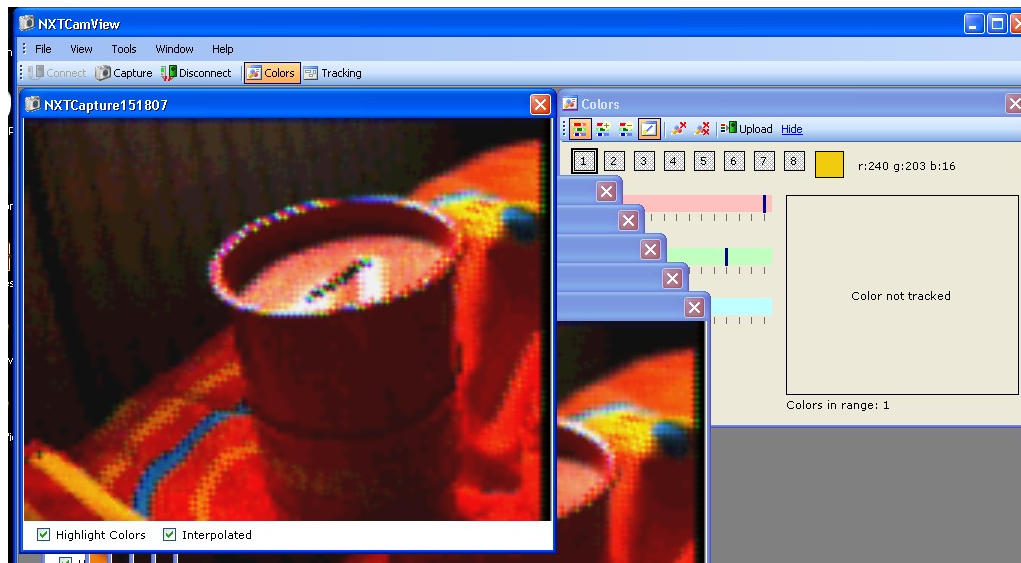 NXTCamView
File View Tools Window Help
Connect Capture Disconnect Colors Tracking
NXTCapture151807
Colors
Upload Hide
1 2 3 4 5 6 7 8 r:240 g:203 b:16
Color not tracked
Colors in range: 1
Highlight Colors Interpolated